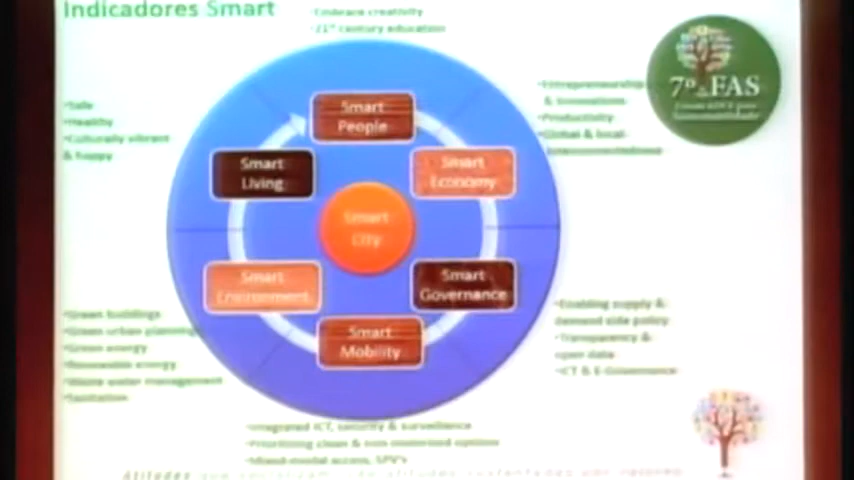 Indicadores Smart
Embrace creativity
21st century education
Entrepreneurship
& innovations
Productivity
Global & local
interconnectedness
7º FAS
Safe
Healthy
Culturally vibrant
& happy
Smart
People
Smart
Living
Smart
Economy
Smart
City
Smart
Environment
Smart
Governance
Smart
Mobility
Green buildings
Green urban planning
Green energy
Renewable energy
Waste water management
Sanitation
Enabling supply &
demand side policy
Transparency &
open data
ICT & E-Governance
Integrated ICT, security & surveillance
Prioritising clean & non motorised options
Mixed-modal access,